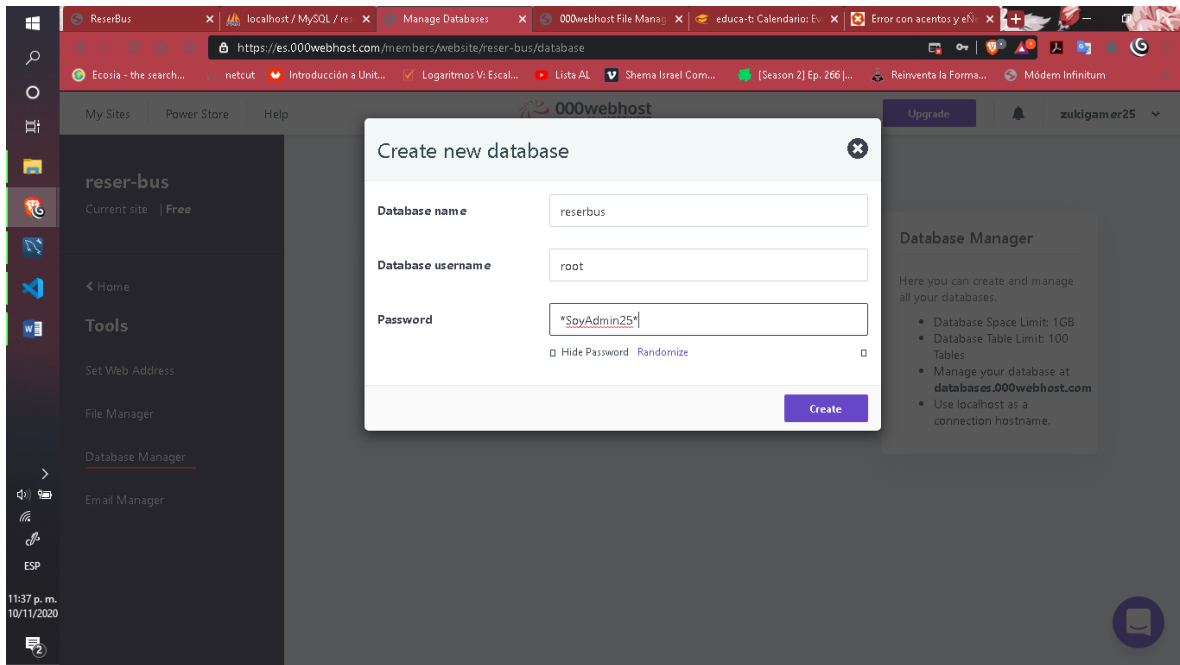 ReserBus
localhost / MySQL / res
Manage Databases
000webhost File Manag
educa-t: Calendario: Ev
Error con acentos y eÑe
https://es.000webhost.com/members/website/reser-bus/database
Ecosia - the search...
netcut
Introducción a Unit...
Logaritmos V: Escal...
Lista AL
Shema Israel Com...
[Season 2] Ep. 266 |...
Reinventa la Forma...
Módem Infinitum
My Sites
Power Store
Help
000webhost
Upgrade
zukigamer25
Create new database
reser-bus
Current site | Free
Database name
reserbus
Database username
root
Password
*SoyAdmin25*
Hide Password Randomize
Create
Home
Tools
Set Web Address
File Manager
Database Manager
Email Manager
Database Manager
Here you can create and manage
all your databases.
Database Space Limit: 1GB
Database Table Limit: 100
Tables
Manage your database at
databases.000webhost.com
Use localhost as a
connection hostname.
ESP
11:37 p. m.
10/11/2020
2